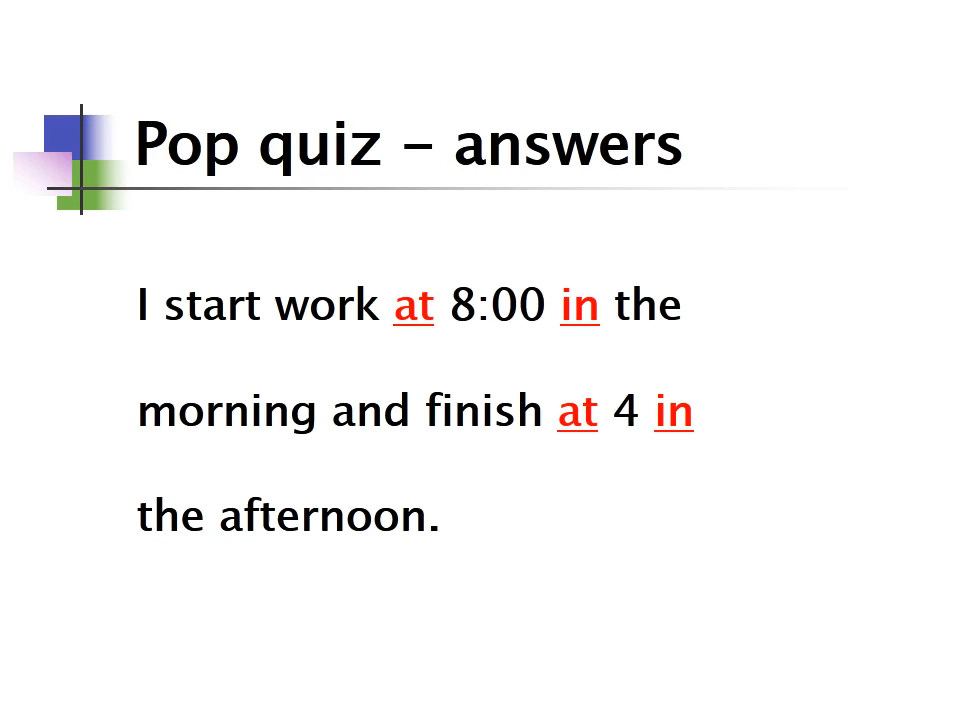 Pop quiz – answers
I start work at 8:00 in the
morning and finish at 4 in
the afternoon.